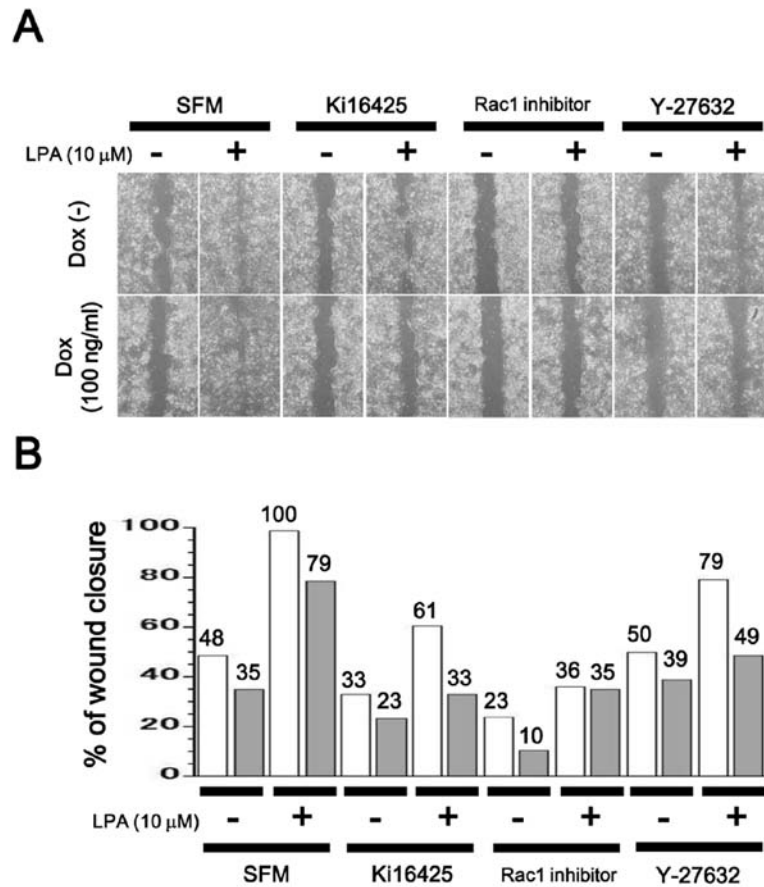 A
SFM Ki16425 Rac1 inhibitor Y-27632
LPA (10 μM) - + - + - + - +
Dox (-)
Dox
(100 ng/ml)
B
% of wound closure
100
80
60
40
20
0
48 35 100 79 33 23 61 33 23 10 36 35 50 39 79 49
LPA (10 μM) - + - + - + - +
SFM Ki16425 Rac1 inhibitor Y-27632